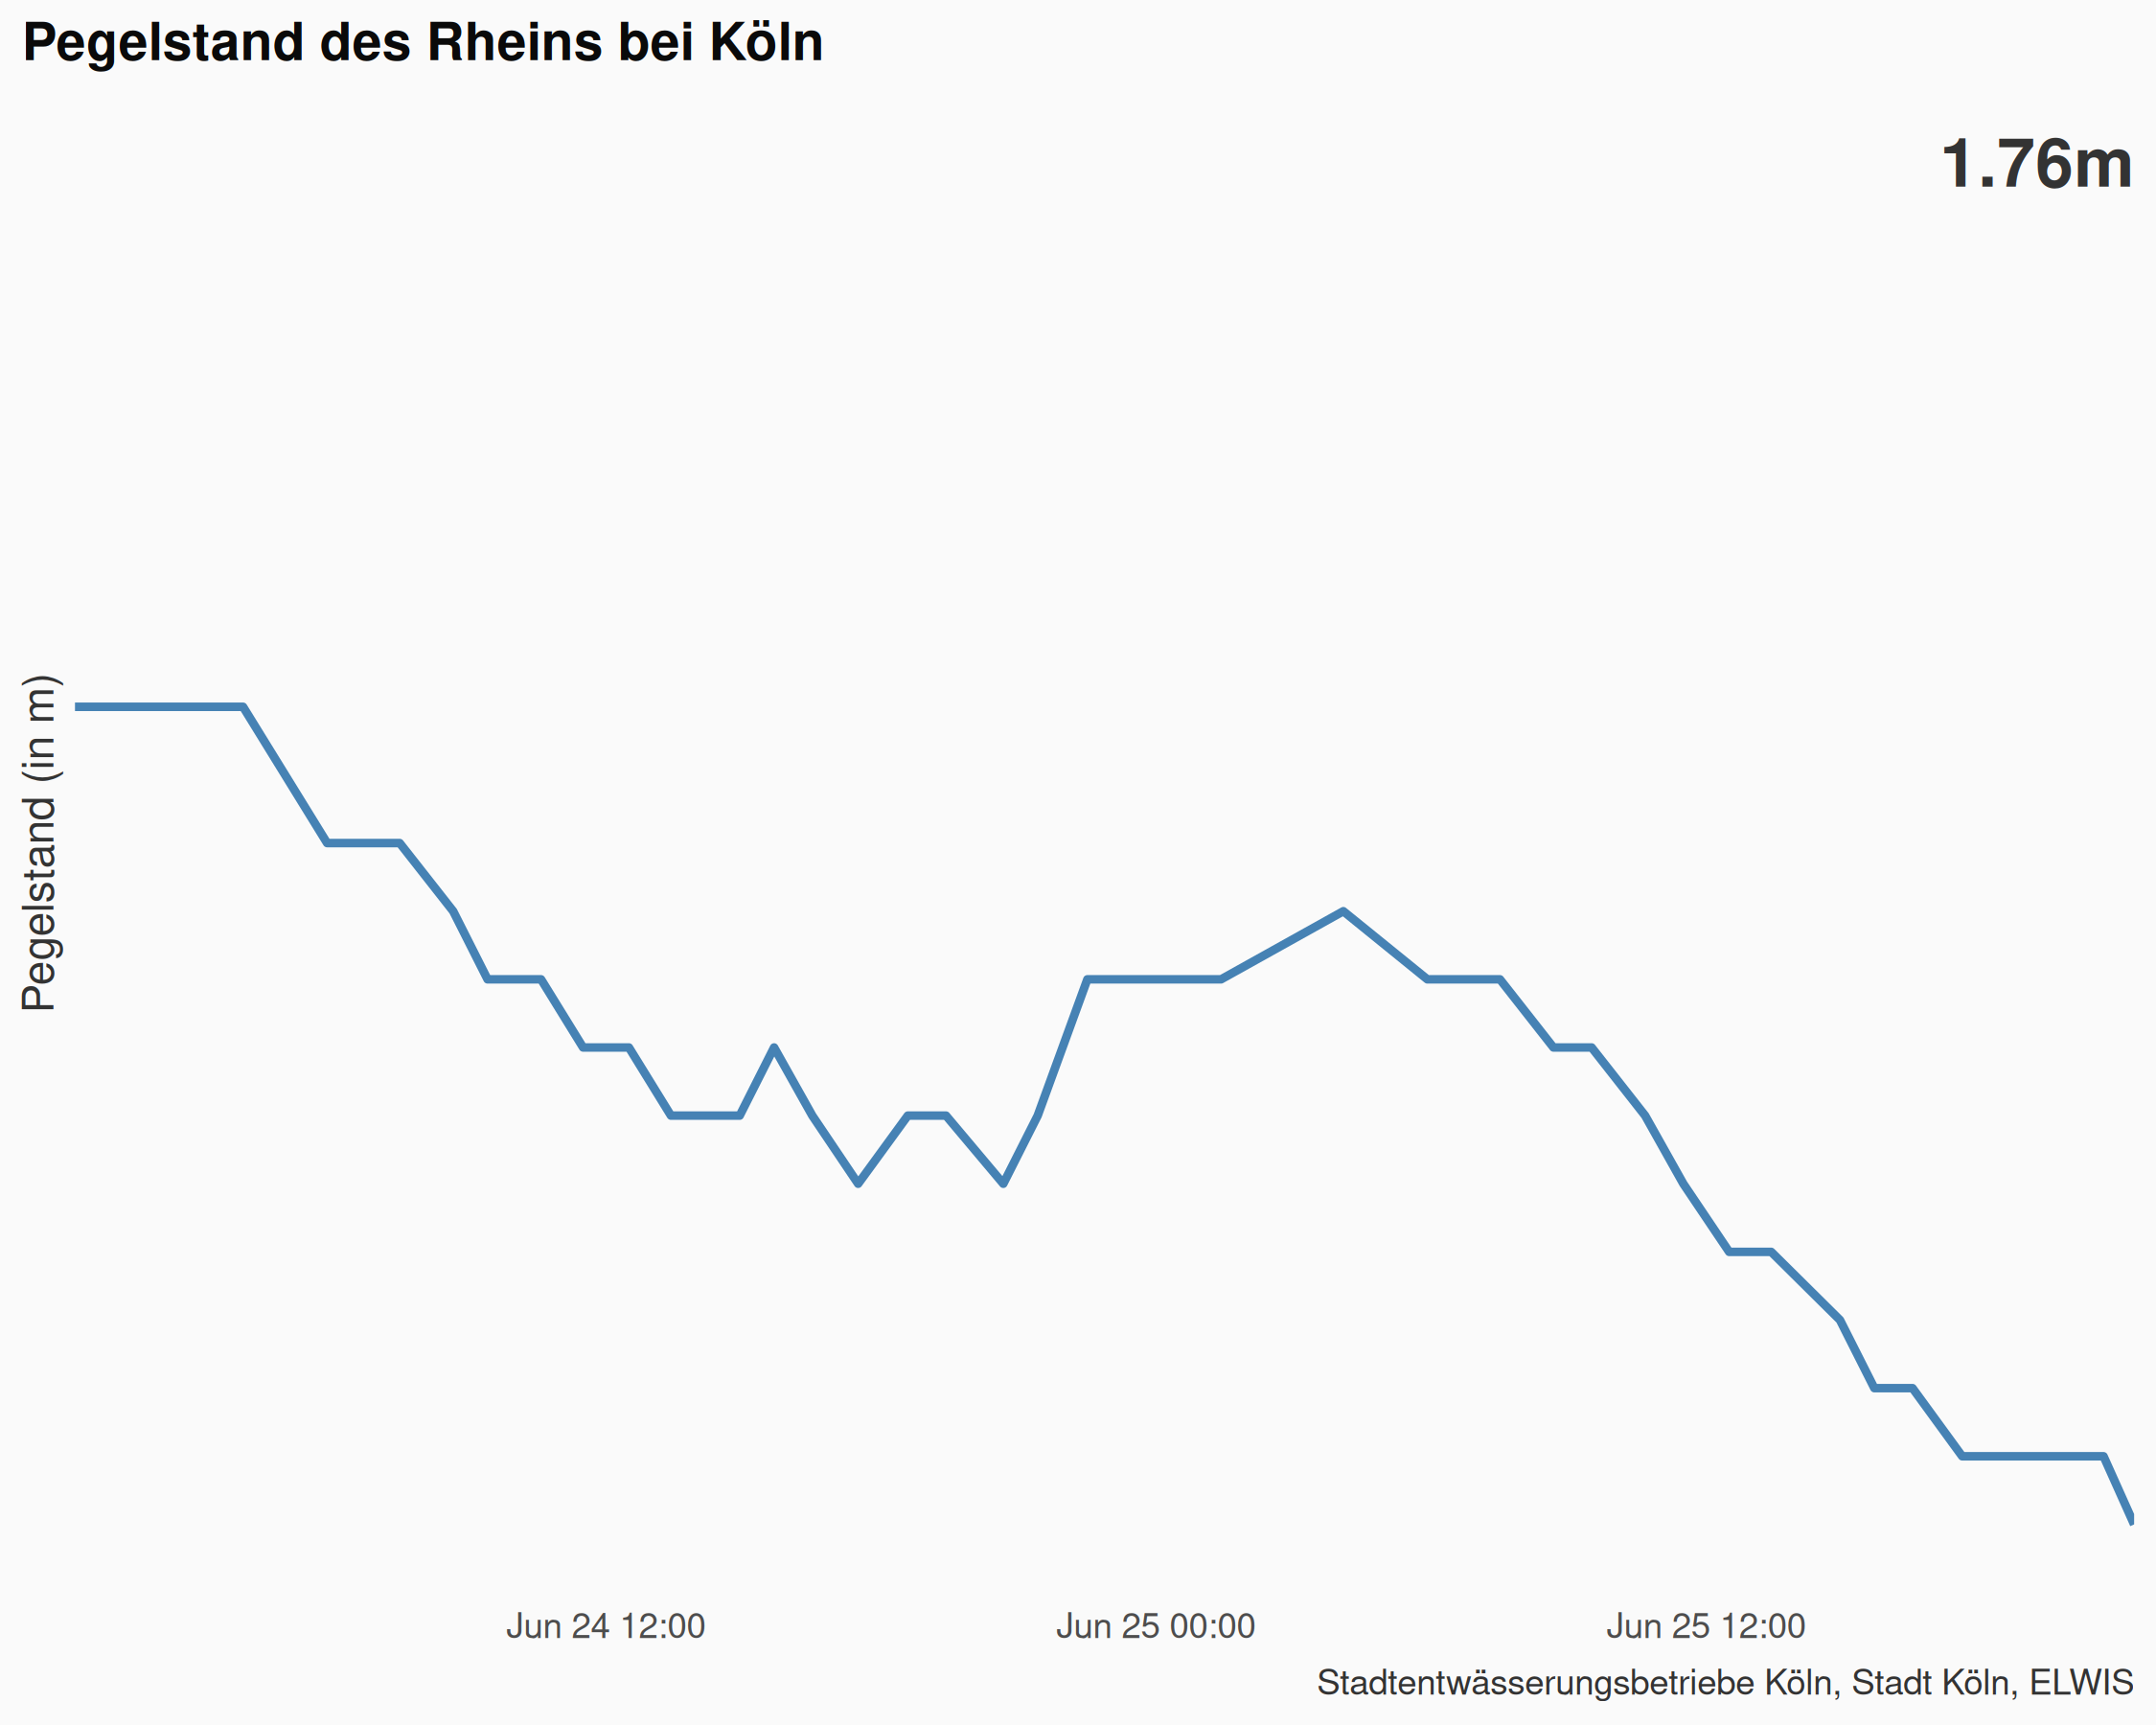 Pegelstand des Rheins bei Köln
1.76m
Pegelstand (in m)
Jun 24 12:00
Jun 25 00:00
Jun 25 12:00
Stadtentwässerungsbetriebe Köln, Stadt Köln, ELWIS